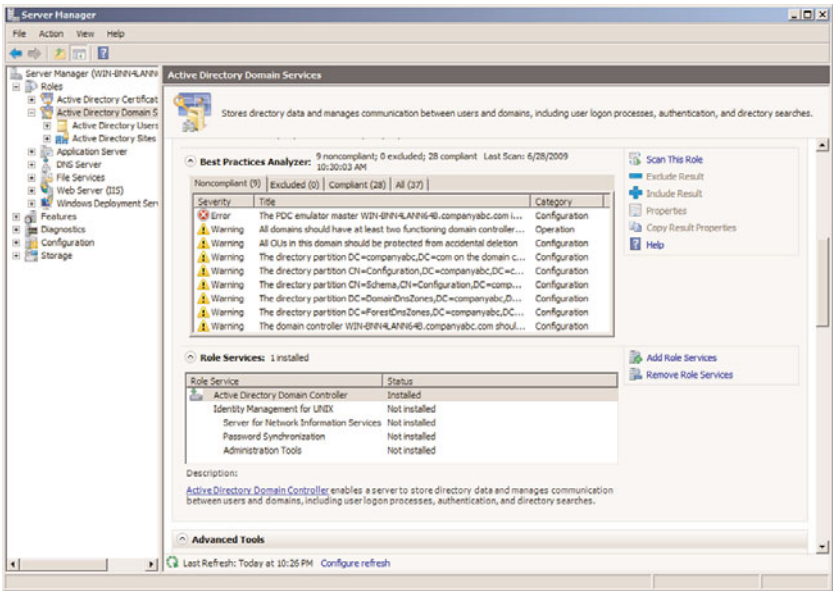 Server Manager
File Action View Help
Server Manager (WIN-BNN4LANN6
Roles
Active Directory Certificat
Active Directory Domain S
Active Directory Users
Active Directory Sites
Application Server
DNS Server
File Services
Web Server (IIS)
Windows Deployment Serv
Features
Diagnostics
Configuration
Storage
Active Directory Domain Services
Stores directory data and manages communication between users and domains, including user logon processes, authentication, and directory searches.
Best Practices Analyzer: 9 noncompliant; 0 excluded; 28 compliant Last Scan: 6/28/2009
10:30:03 AM
Noncompliant (9) Excluded (0) Compliant (28) All (37)
Severity Title Category
Error The PDC emulator master WIN-BNN4LANN64B.companyabc.com i... Configuration
Warning All domains should have at least two functioning domain controller... Operation
Warning All OUs in this domain should be protected from accidental deletion Configuration
Warning The directory partition DC=companyabc,DC=com on the domain c... Configuration
Warning The directory partition CN=Configuration,DC=companyabc,DC=c... Configuration
Warning The directory partition CN=Schema,CN=Configuration,DC=comp... Configuration
Warning The directory partition DC=DomainDnsZones,DC=companyabc,D... Configuration
Warning The directory partition DC=ForestDnsZones,DC=companyabc,DC... Configuration
Warning The domain controller WIN-BNN4LANN64B.companyabc.com shoul... Configuration
Scan This Role
Exclude Result
Include Result
Properties
Copy Result Properties
Help
Role Services: 1 installed
Role Service Status
Active Directory Domain Controller Installed
Identity Management for UNIX Not installed
Server for Network Information Services Not installed
Password Synchronization Not installed
Administration Tools Not installed
Add Role Services
Remove Role Services
Description:
Active Directory Domain Controller enables a server to store directory data and manages communication
between users and domains, including user logon processes, authentication, and directory searches.
Advanced Tools
Last Refresh: Today at 10:26 PM Configure refresh